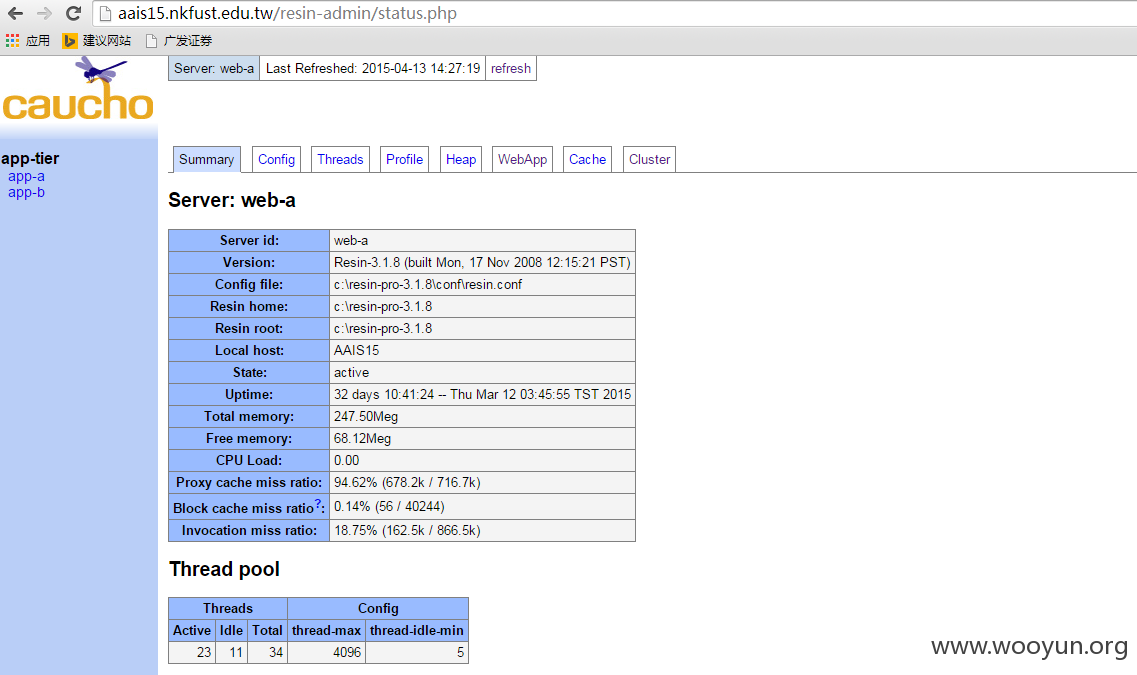 aais15.nkfust.edu.tw/resin-admin/status.php
应用 建议网站 广发证券
caucho
Server: web-a Last Refreshed: 2015-04-13 14:27:19 refresh
app-tier
app-a
app-b
Summary Config Threads Profile Heap WebApp Cache Cluster
Server: web-a
Server id: web-a
Version: Resin-3.1.8 (built Mon, 17 Nov 2008 12:15:21 PST)
Config file: c:\resin-pro-3.1.8\conf\resin.conf
Resin home: c:\resin-pro-3.1.8
Resin root: c:\resin-pro-3.1.8
Local host: AAIS15
State: active
Uptime: 32 days 10:41:24 -- Thu Mar 12 03:45:55 TST 2015
Total memory: 247.50Meg
Free memory: 68.12Meg
CPU Load: 0.00
Proxy cache miss ratio: 94.62% (678.2k / 716.7k)
Block cache miss ratio?: 0.14% (56 / 40244)
Invocation miss ratio: 18.75% (162.5k / 866.5k)
Thread pool
Threads Config
Active Idle Total thread-max thread-idle-min
23 11 34 4096 5
www.wooyun.org